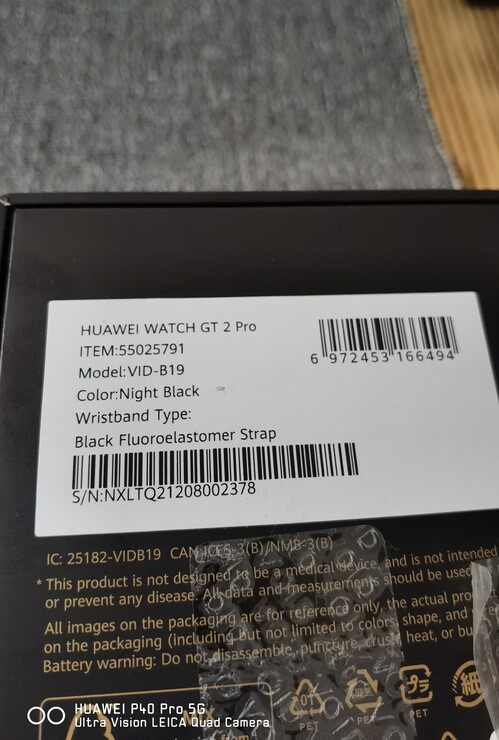 HUAWEI WATCH GT 2 Pro
ITEM:55025791
Model:VID-B19
Color:Night Black
Wristband Type:
Black Fluoroelastomer Strap
6 972453 166494
S/N:NXLTQ21208002378
IC: 25182-VIDB19 CAN ICES-3(B)/NMB-3(B)
* This product is not designed to be a medical device, and is not intended
or prevent any disease. All data and measurements should be used
All images on the packaging are for reference only, the actual
on the packaging (including but not limited to colors, shape, and
Battery warning: Do not disassemble, puncture, crush, heat, or
01
PET
PET
プラ
紙
HUAWEI P40 Pro 5G
Ultra Vision LEICA Quad Camera